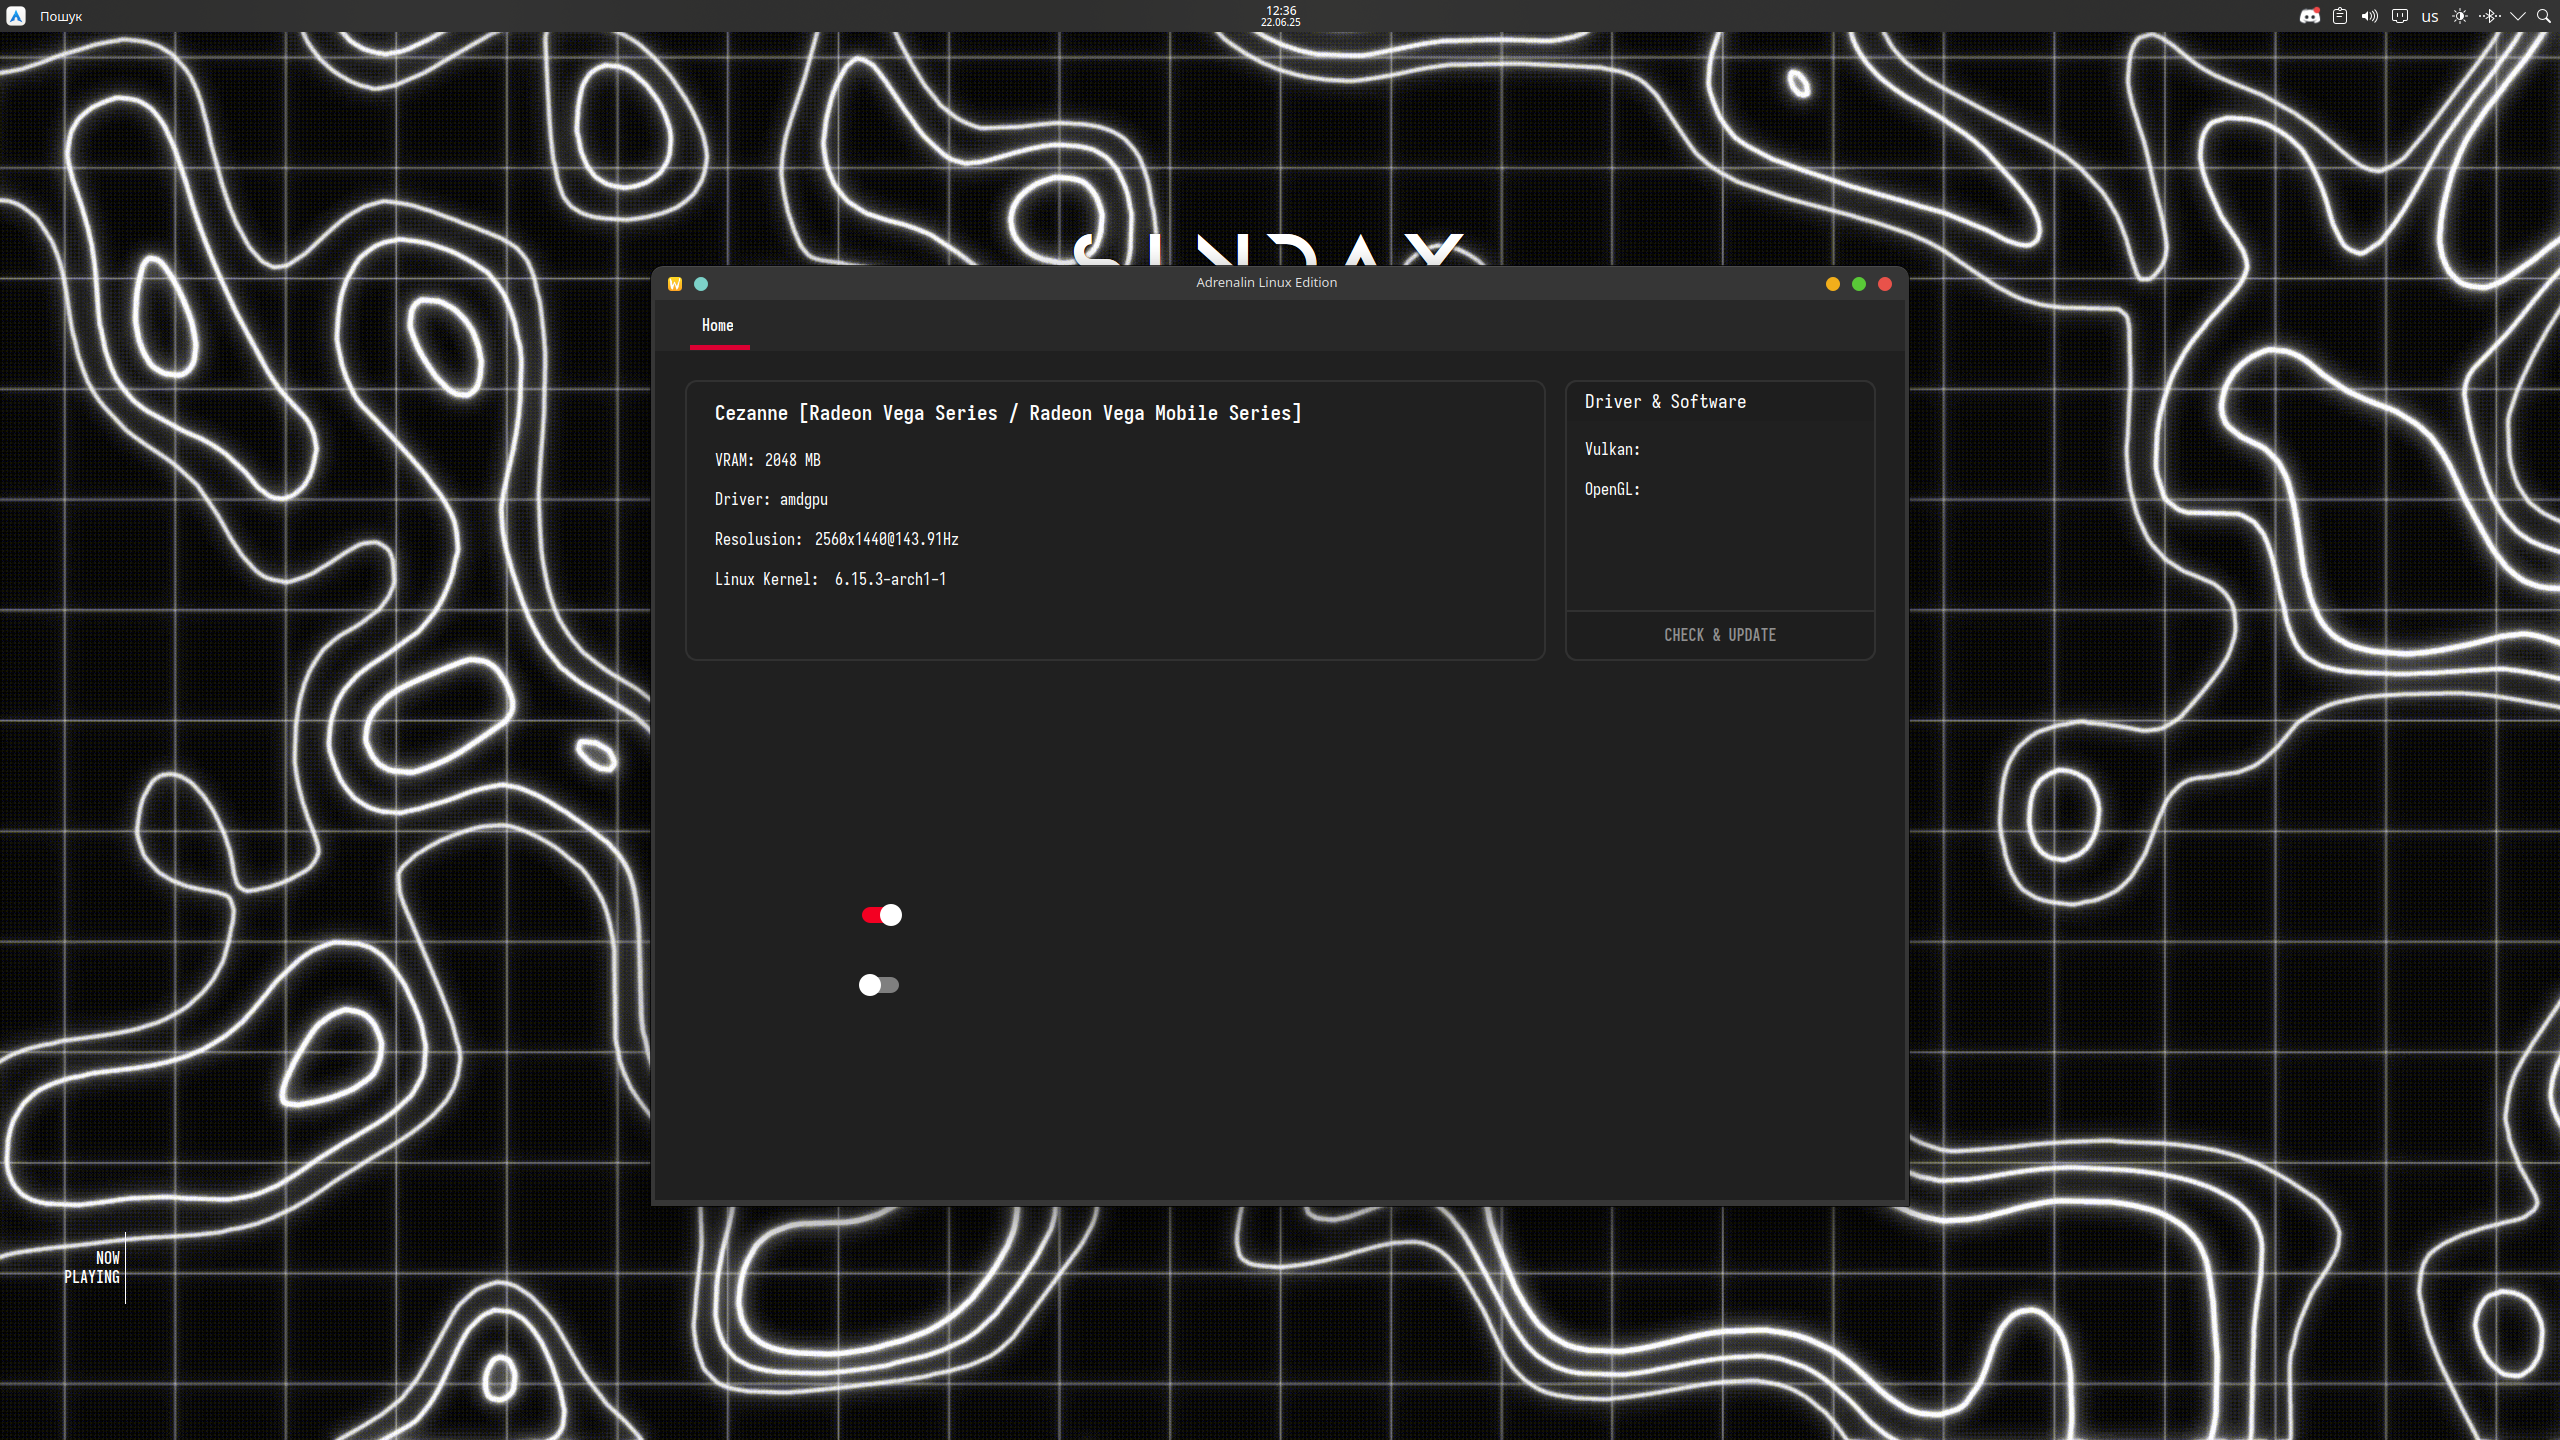 Пошук
12:36
22.06.25
us
SUNDAY
Adrenalin Linux Edition
Home
Cezanne [Radeon Vega Series / Radeon Vega Mobile Series]
VRAM: 2048 MB
Driver: amdgpu
Resolusion: 2560x1440@143.91Hz
Linux Kernel: 6.15.3-arch1-1
Driver & Software
Vulkan:
OpenGL:
CHECK & UPDATE
NOW
PLAYING